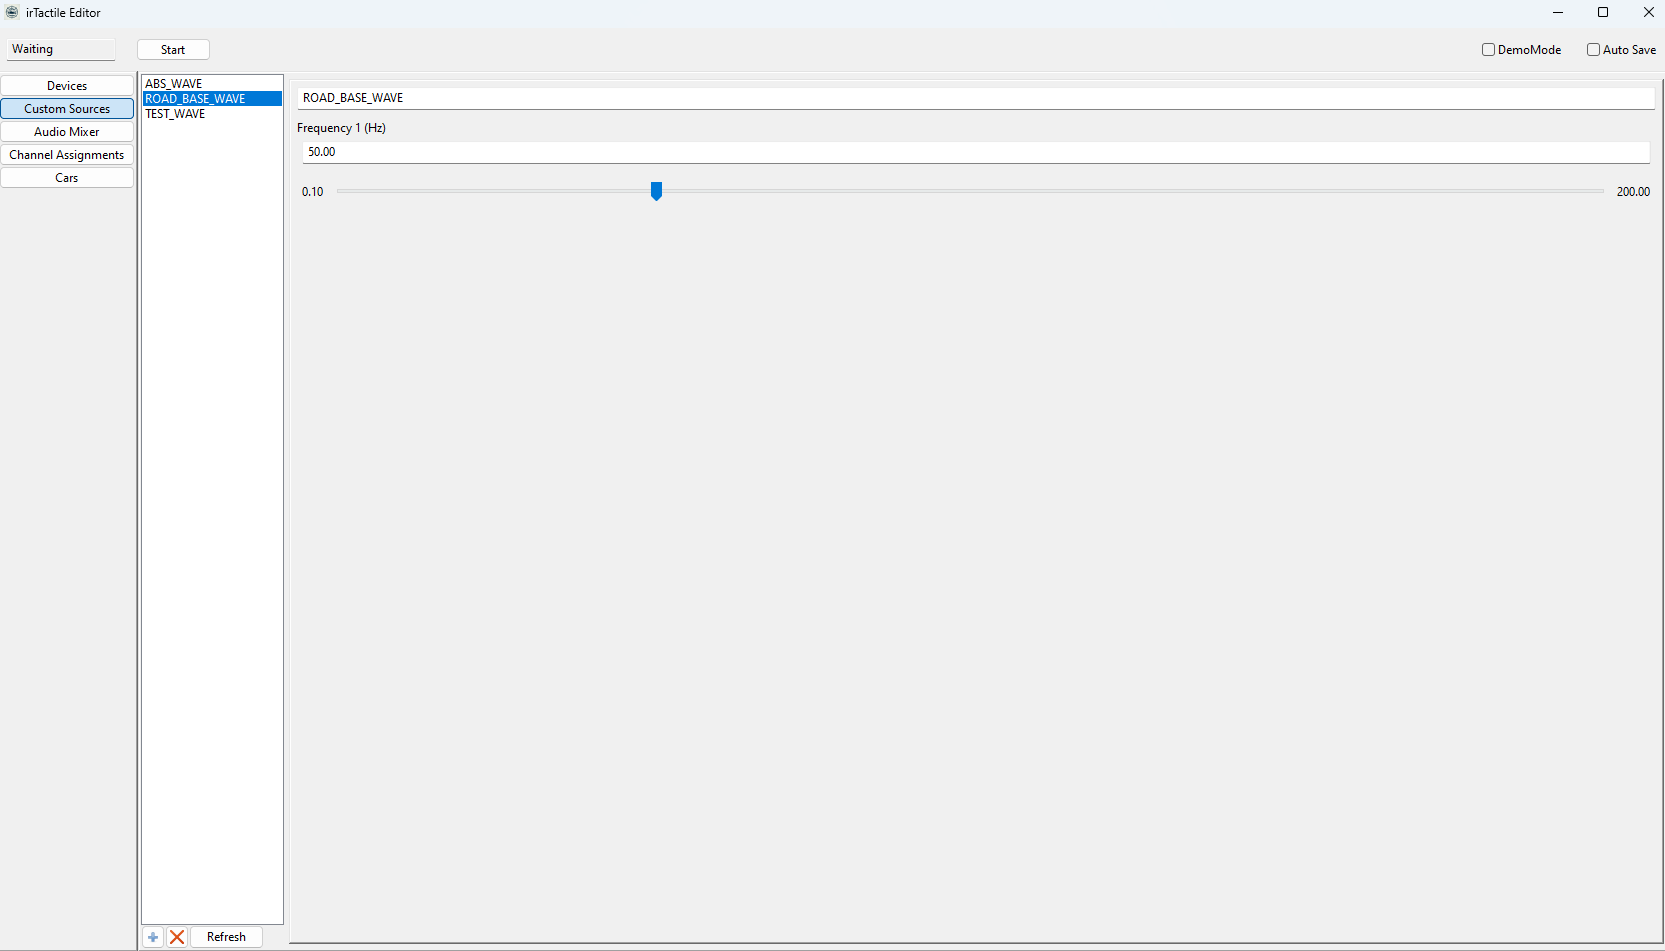 irTactile Editor
Waiting
Start
DemoMode
Auto Save
Devices
Custom Sources
Audio Mixer
Channel Assignments
Cars
ABS_WAVE
ROAD_BASE_WAVE
TEST_WAVE
Refresh
ROAD_BASE_WAVE
Frequency 1 (Hz)
50.00
0.10
200.00